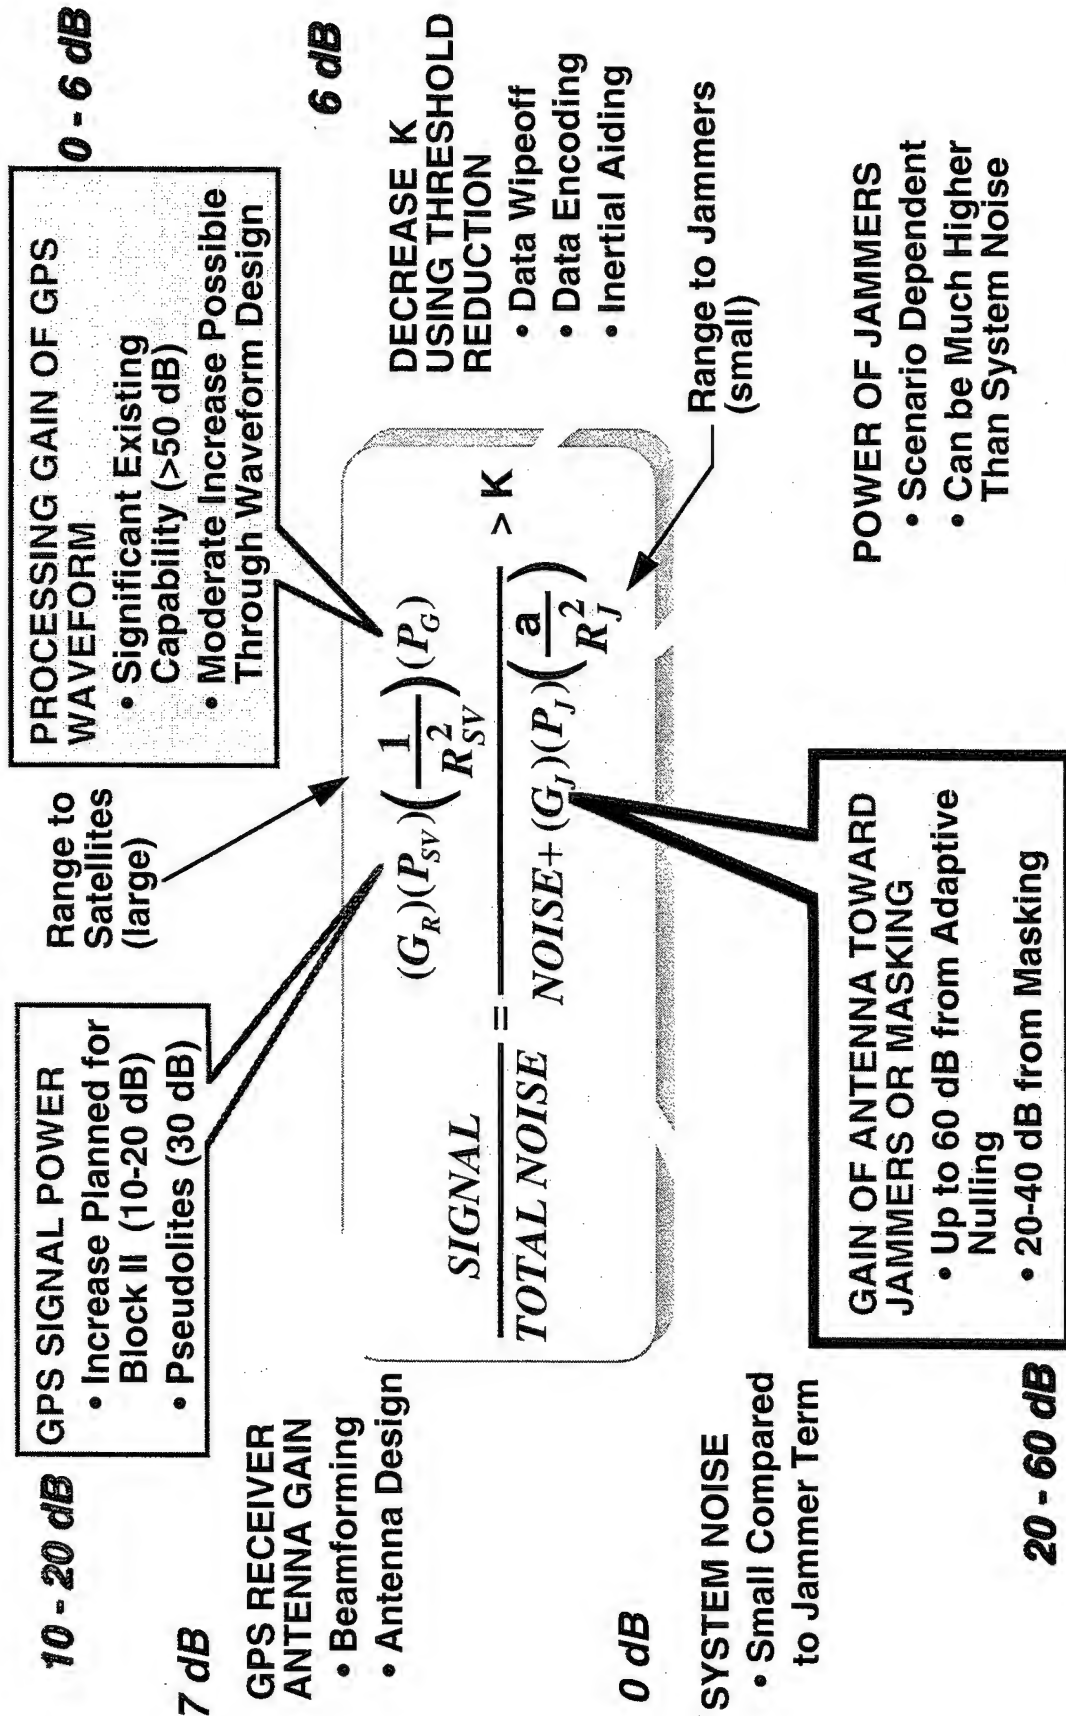 10 - 20 dB
GPS SIGNAL POWER
• Increase Planned for
Block II (10-20 dB)
• Pseudolites (30 dB)
Range to
Satellites
(large)
PROCESSING GAIN OF GPS
WAVEFORM
• Significant Existing
Capability (>50 dB)
• Moderate Increase Possible
Through Waveform Design
0 - 6 dB
7 dB
GPS RECEIVER
ANTENNA GAIN
• Beamforming
• Antenna Design
SIGNAL / TOTAL NOISE = (G_R)(P_SV)(1/R²_SV)(P_G) / NOISE+(G_J)(P_J)(a/R²_J) > K
6 dB
DECREASE K
USING THRESHOLD
REDUCTION
• Data Wipeoff
• Data Encoding
• Inertial Aiding
Range to Jammers
(small)
0 dB
SYSTEM NOISE
• Small Compared
to Jammer Term
20 - 60 dB
GAIN OF ANTENNA TOWARD
JAMMERS OR MASKING
• Up to 60 dB from Adaptive
Nulling
• 20-40 dB from Masking
POWER OF JAMMERS
• Scenario Dependent
• Can be Much Higher
Than System Noise